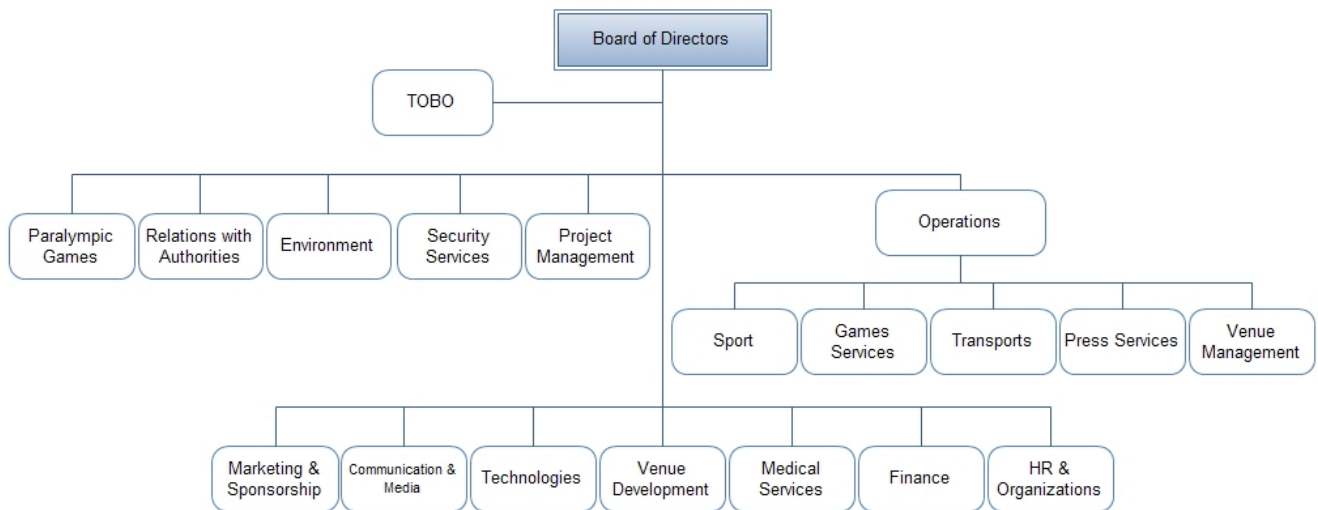 Board of Directors
TOBO
Paralympic
Games
Relations with
Authorities
Environment
Security
Services
Project
Management
Operations
Sport
Games
Services
Transports
Press Services
Venue
Management
Marketing &
Sponsorship
Communication &
Media
Technologies
Venue
Development
Medical
Services
Finance
HR &
Organizations